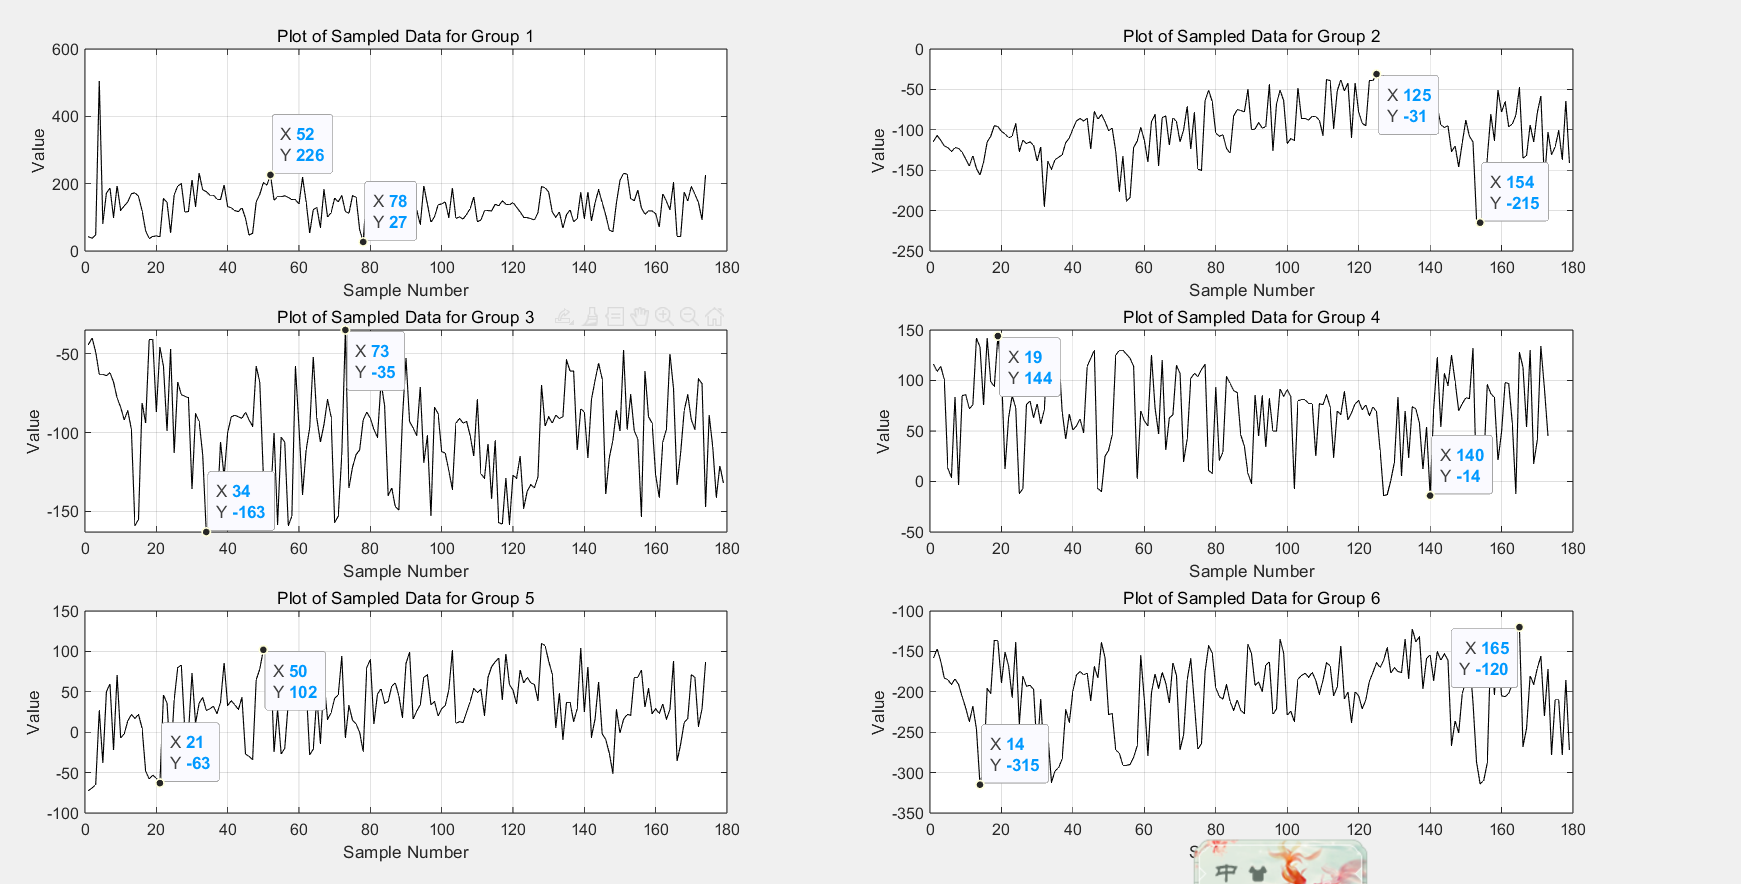 Plot of Sampled Data for Group 1
600
400
200
0
Value
X 52
Y 226
X 78
Y 27
0 20 40 60 80 100 120 140 160 180
Sample Number
Plot of Sampled Data for Group 2
0
-50
-100
-150
-200
-250
Value
X 125
Y -31
X 154
Y -215
0 20 40 60 80 100 120 140 160 180
Sample Number
Plot of Sampled Data for Group 3
-50
-100
-150
Value
X 73
Y -35
X 34
Y -163
0 20 40 60 80 100 120 140 160 180
Sample Number
Plot of Sampled Data for Group 4
150
100
50
0
-50
Value
X 19
Y 144
X 140
Y -14
0 20 40 60 80 100 120 140 160 180
Sample Number
Plot of Sampled Data for Group 5
150
100
50
0
-50
-100
Value
X 50
Y 102
X 21
Y -63
0 20 40 60 80 100 120 140 160 180
Sample Number
Plot of Sampled Data for Group 6
-100
-150
-200
-250
-300
-350
Value
X 165
Y -120
X 14
Y -315
0 20 40 60 80 100 120 140 160 180
S
中